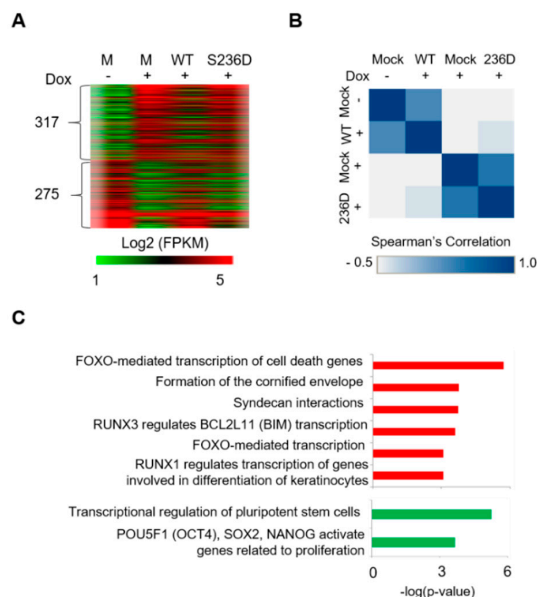 A
M M WT S236D
Dox - + + +
317
275
Log2 (FPKM)
1 5
B
Mock WT Mock 236D
Dox - + + +
Mock -
WT +
Mock +
236D +
Spearman's Correlation
- 0.5 1.0
C
FOXO-mediated transcription of cell death genes
Formation of the cornified envelope
Syndecan interactions
RUNX3 regulates BCL2L11 (BIM) transcription
FOXO-mediated transcription
RUNX1 regulates transcription of genes
involved in differentiation of keratinocytes
Transcriptional regulation of pluripotent stem cells
POU5F1 (OCT4), SOX2, NANOG activate
genes related to proliferation
0 3 6
-log(p-value)